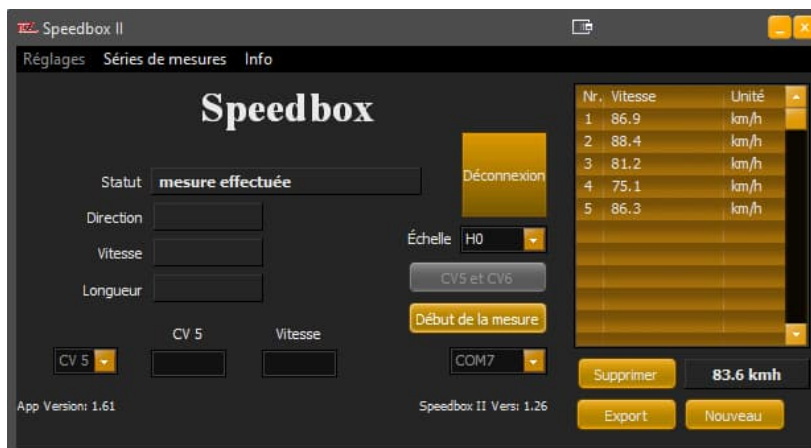 Speedbox II
Réglages Séries de mesures Info
Speedbox
Statut mesure effectuée
Direction
Vitesse
Longueur
Déconnexion
Échelle H0
CV5 et CV6
Début de la mesure
CV 5 Vitesse
CV 5
COM7
App Version: 1.61
Speedbox II Vers: 1.26
Nr. Vitesse Unité
1 86.9 km/h
2 88.4 km/h
3 81.2 km/h
4 75.1 km/h
5 86.3 km/h
Supprimer 83.6 kmh
Export Nouveau